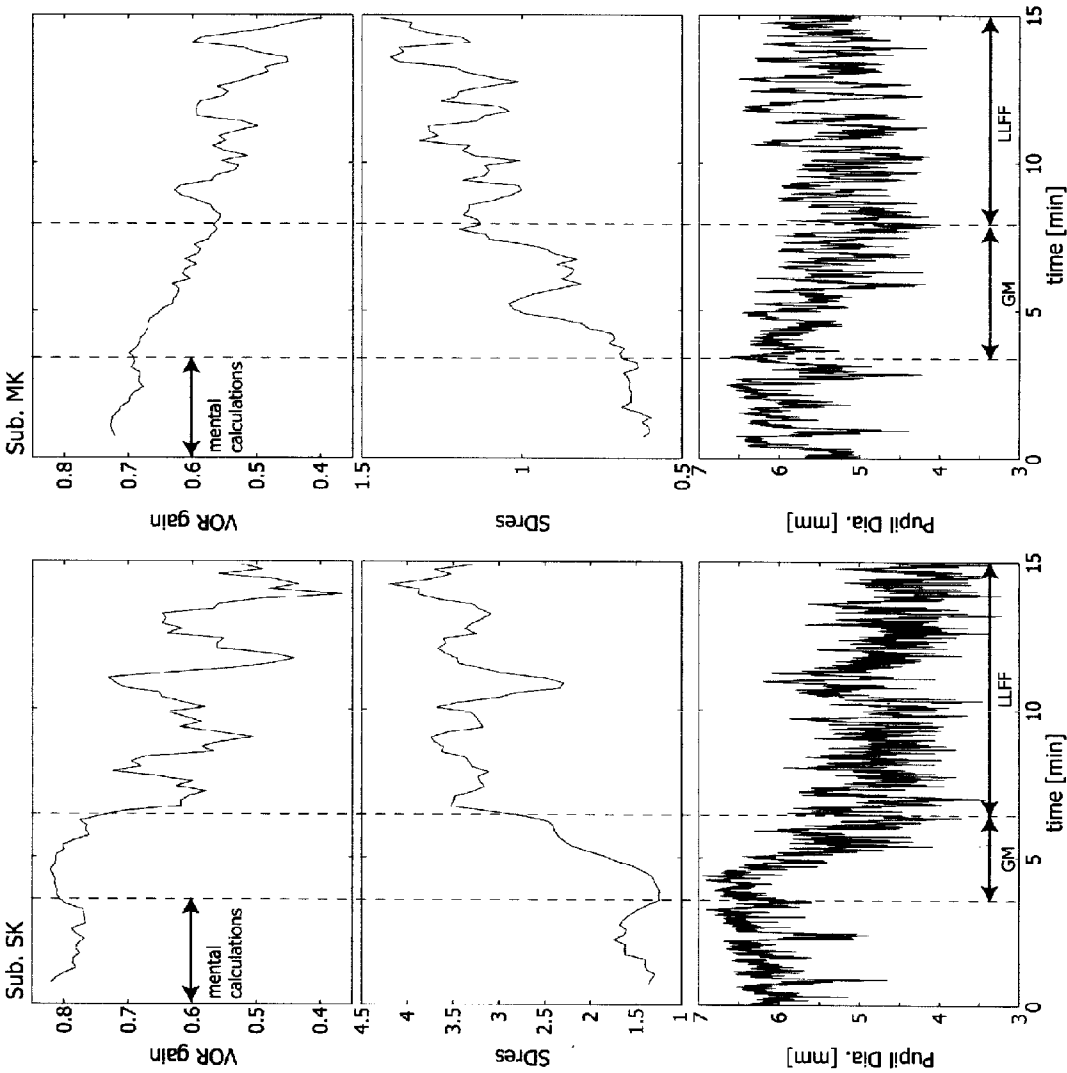 Sub. SK
VOR gain
0.8
0.7
0.6
0.5
0.4
mental
calculations
SDres
4.5
4
3.5
3
2.5
2
1.5
1
Pupil Dia. [mm]
7
6
5
4
3
GM
LLFF
0
5
10
15
time [min]
Sub. MK
VOR gain
0.8
0.7
0.6
0.5
0.4
mental
calculations
SDres
1.5
1
0.5
Pupil Dia. [mm]
7
6
5
4
3
GM
LLFF
0
5
10
15
time [min]